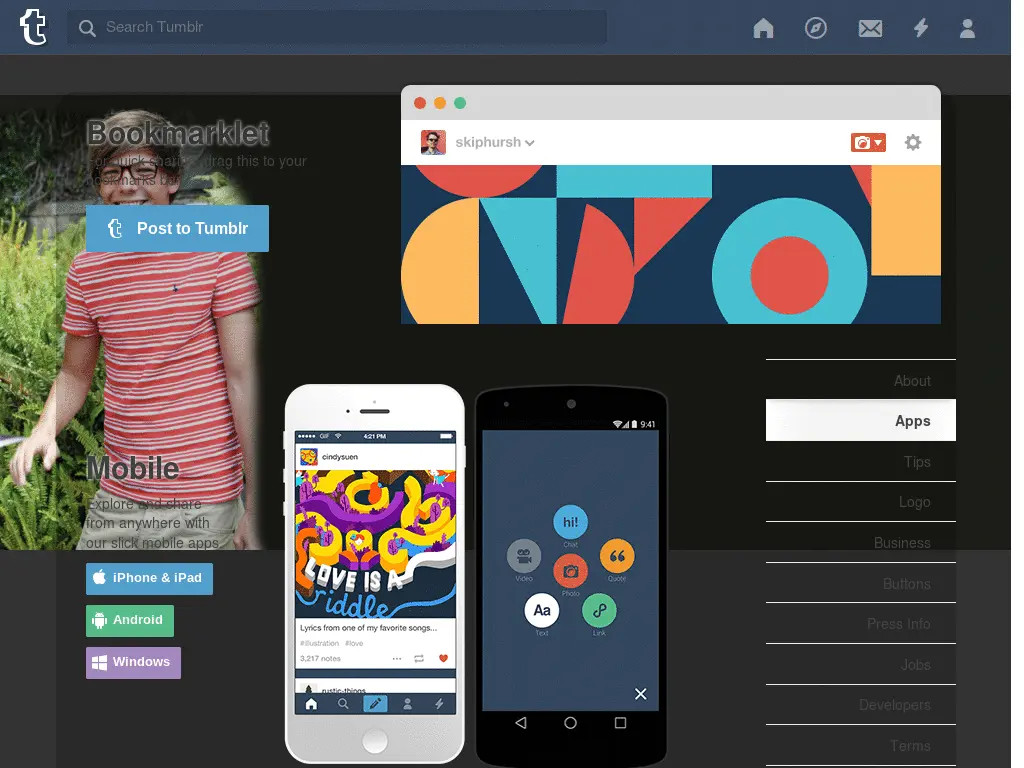 Search Tumblr
Bookmarklet
For quick sharing, drag this to your
bookmarks bar
Post to Tumblr
skiphursh
Mobile
Explore and share
from anywhere with
our slick mobile apps.
iPhone & iPad
Android
Windows
GIF
4:21 PM
cindysuen
LOVE IS A
riddle
Lyrics from one of my favorite songs...
#illustration #love
3,217 notes
rustic-things
9:41
hi!
Chat
Video
Photo
Quote
Aa
Text
Link
About
Apps
Tips
Logo
Business
Buttons
Press Info
Jobs
Developers
Terms